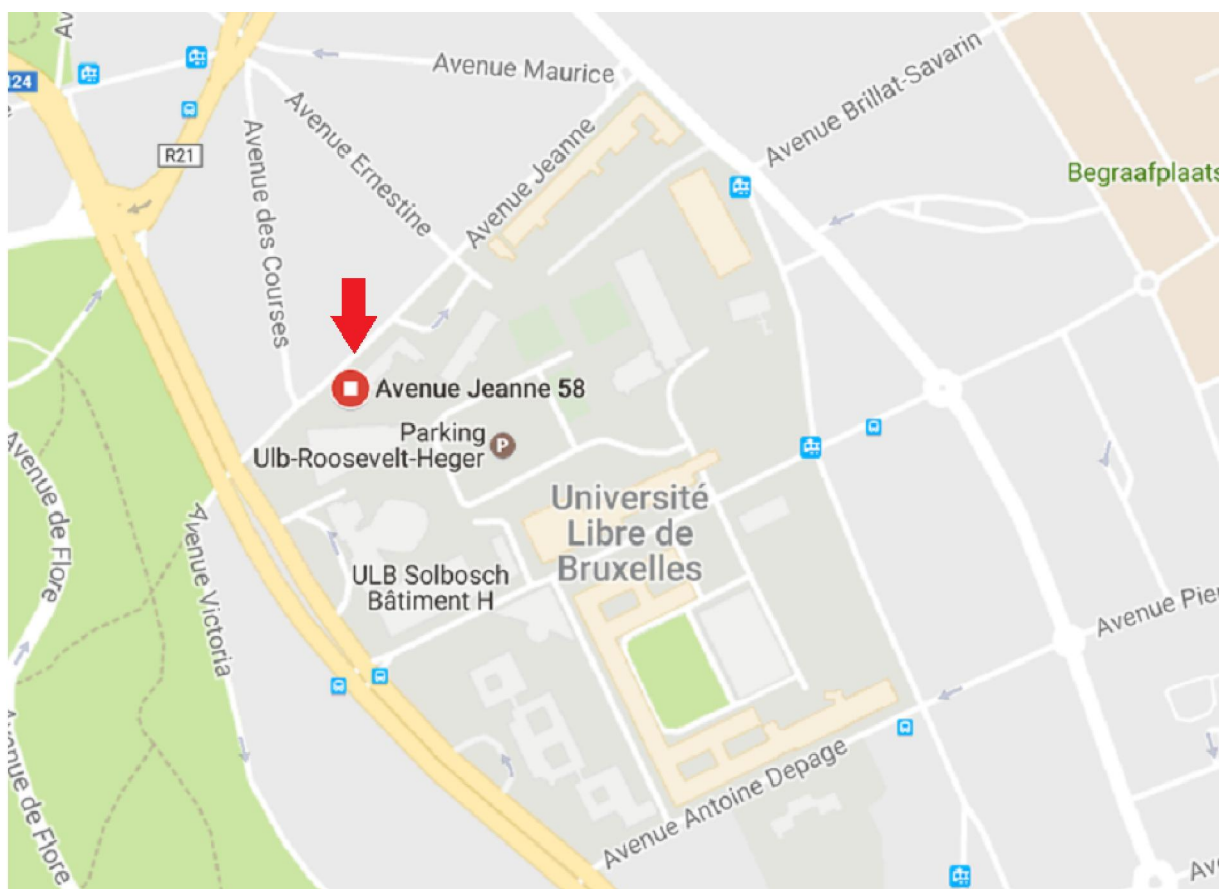 Avenue Maurice
Avenue Brillat-Savarin
R21
Avenue Ernestine
Avenue Jeanne
Avenue des Courses
Begraafplaats
Avenue Jeanne 58
Parking
Ulb-Roosevelt-Heger
P
Université
Libre de
Bruxelles
Avenue de Flore
Avenue Victoria
ULB Solbosch
Bâtiment H
Avenue Pier
Avenue de Flore
Avenue Antoine Depage